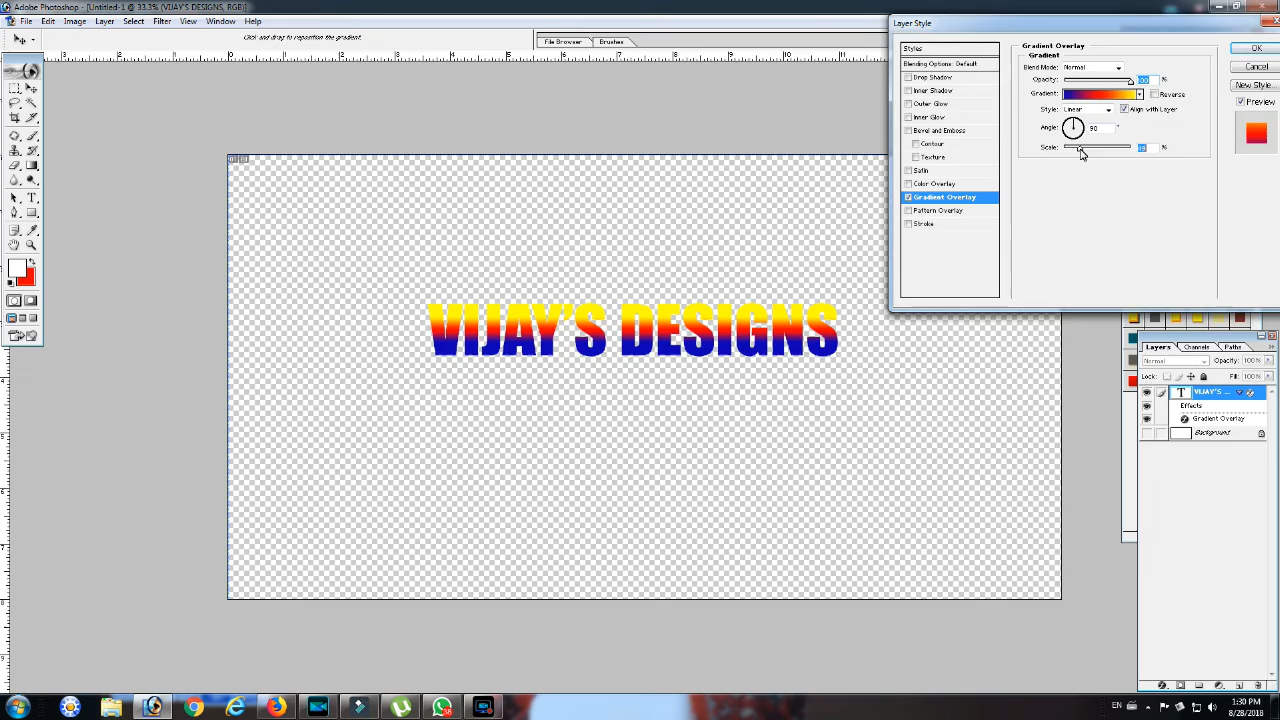 Adobe Photoshop - [Untitled-1 @ 33.3% (VIJAY'S DESIGNS, RGB)]
File Edit Image Layer Select Filter View Window Help
Click and drag to reposition the gradient.
File Browser Brushes
VIJAY'S DESIGNS
Layer Style
Styles
Blending Options: Default
Drop Shadow
Inner Shadow
Outer Glow
Inner Glow
Bevel and Emboss
Contour
Texture
Satin
Color Overlay
Gradient Overlay
Pattern Overlay
Stroke
Gradient Overlay
Gradient
Blend Mode: Normal
Opacity: 100 %
Gradient: Reverse
Style: Linear Align with Layer
Angle: 90 °
Scale: %
OK
Cancel
New Style...
Preview
Layers Channels Paths
Normal Opacity: 100%
Lock: Fill: 100%
VIJAY'S ...
Effects
Gradient Overlay
Background
EN
1:30 PM
8/28/2018